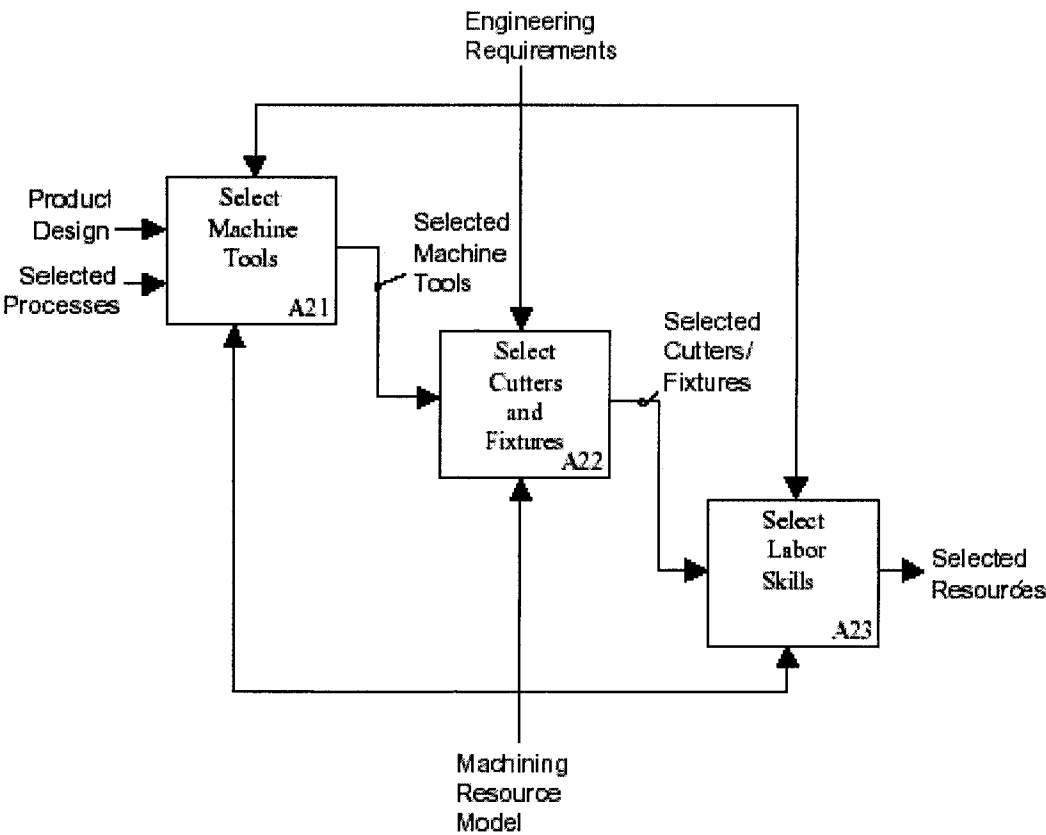 Engineering
Requirements
Product
Design
Selected
Processes
Select
Machine
Tools
A21
Selected
Machine
Tools
Select
Cutters
and
Fixtures
A22
Selected
Cutters/
Fixtures
Select
Labor
Skills
A23
Selected
Resources
Machining
Resource
Model